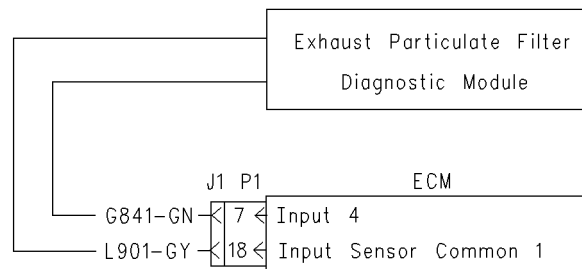 Exhaust Particulate Filter
Diagnostic Module
J1 P1 ECM
G841-GN 7 Input 4
L901-GY 18 Input Sensor Common 1